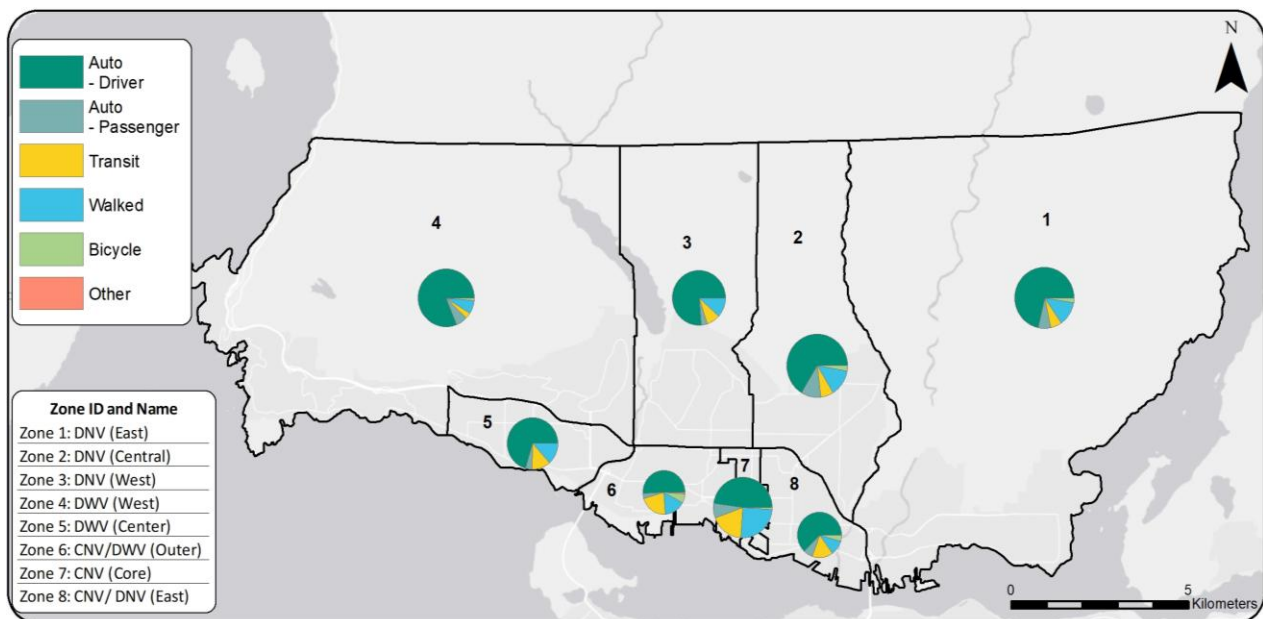 Auto
- Driver
Auto
- Passenger
Transit
Walked
Bicycle
Other
N
4
3
2
1
5
6
7
8
Zone ID and Name
Zone 1: DNV (East)
Zone 2: DNV (Central)
Zone 3: DNV (West)
Zone 4: DWV (West)
Zone 5: DWV (Center)
Zone 6: CNV/DWV (Outer)
Zone 7: CNV (Core)
Zone 8: CNV/ DNV (East)
0 5
Kilometers